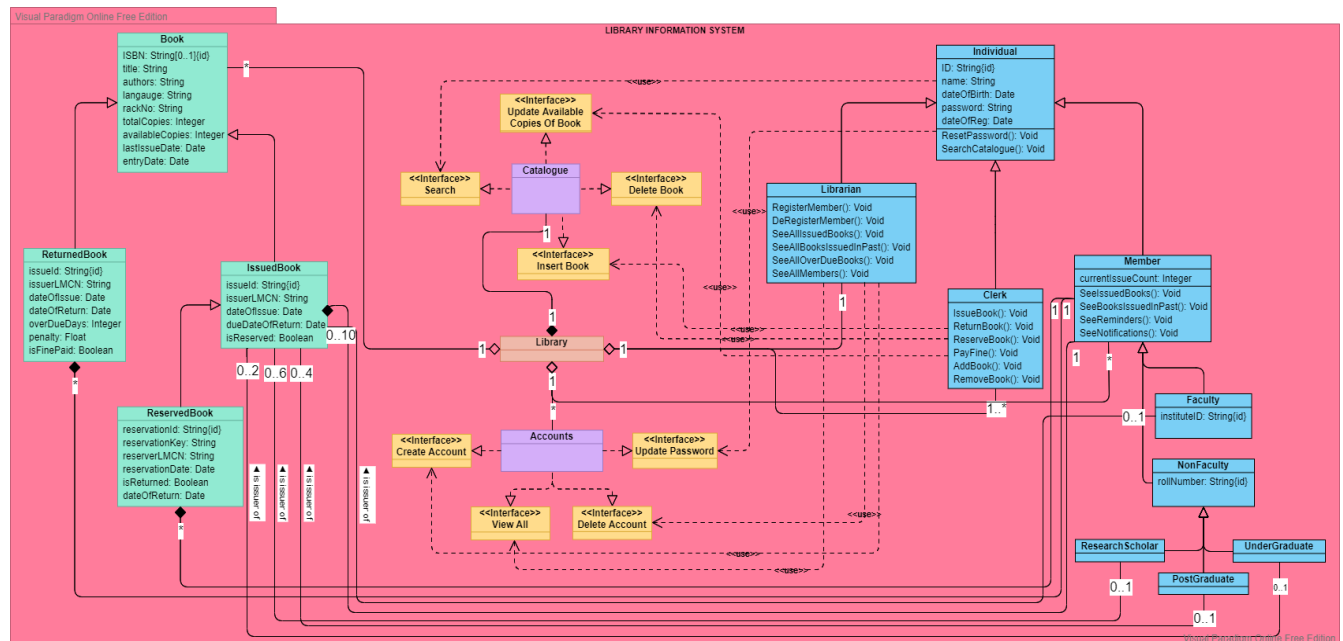 Visual Paradigm Online Free Edition
LIBRARY INFORMATION SYSTEM
Book
ISBN: String[0..1]{id}
title: String
authors: String
langauge: String
rackNo: String
totalCopies: Integer
availableCopies: Integer
lastIssueDate: Date
entryDate: Date
*
Individual
ID: String{id}
name: String
dateOfBirth: Date
password: String
dateOfReg: Date
ResetPassword(): Void
SearchCatalogue(): Void
<<use>>
<<Interface>>
Update Available
Copies Of Book
<<Interface>>
Search
Catalogue
<<Interface>>
Delete Book
<<Interface>>
Insert Book
1
Librarian
RegisterMember(): Void
DeRegisterMember(): Void
SeeAllIssuedBooks(): Void
SeeAllBooksIssuedInPast(): Void
SeeAllOverDueBooks(): Void
SeeAllMembers(): Void
<<use>>
1
ReturnedBook
issueId: String{id}
issuerLMCN: String
dateOfIssue: Date
dateOfReturn: Date
overDueDays: Integer
penalty: Float
isFinePaid: Boolean
*
IssuedBook
issueId: String{id}
issuerLMCN: String
dateOfIssue: Date
dueDateOfReturn: Date
isReserved: Boolean
0..10
0..2
0..6
0..4
Member
currentIssueCount: Integer
SeeIssuedBooks(): Void
SeeBooksIssuedInPast(): Void
SeeReminders(): Void
SeeNotifications(): Void
1
1
1
*
Clerk
IssueBook(): Void
ReturnBook(): Void
ReserveBook(): Void
PayFine(): Void
AddBook(): Void
RemoveBook(): Void
1..*
<<use>>
<<use>>
<<use>>
1
Library
1
1
1
*
ReservedBook
reservationId: String{id}
reservationKey: String
reserverLMCN: String
reservationDate: Date
isReturned: Boolean
dateOfReturn: Date
*
is issuer of
is issuer of
is issuer of
is issuer of
Accounts
<<Interface>>
Create Account
<<Interface>>
Update Password
<<Interface>>
View All
<<Interface>>
Delete Account
<<use>>
<<use>>
<<use>>
Faculty
instituteID: String{id}
0..1
NonFaculty
rollNumber: String{id}
ResearchScholar
UnderGraduate
PostGraduate
0..1
0..1
0..1
Visual Paradigm Online Free Edition